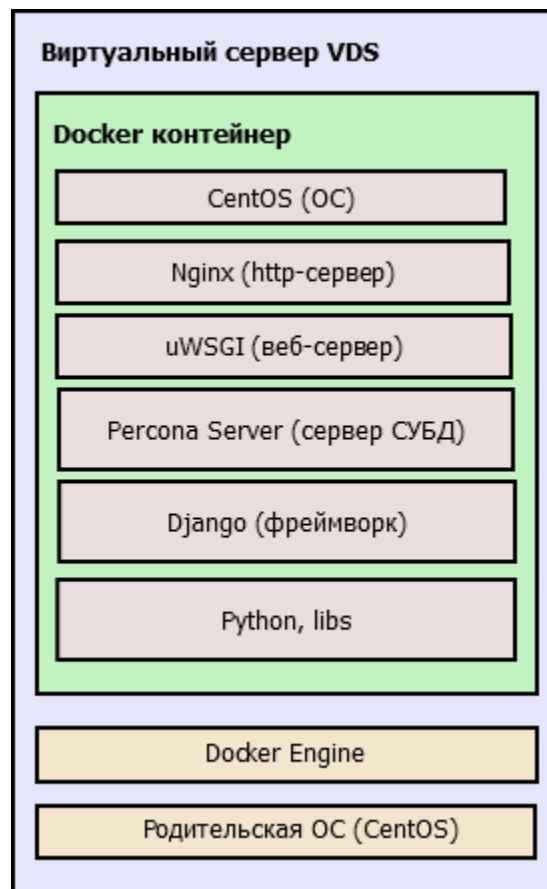 Виртуальный сервер VDS
Docker контейнер
CentOS (ОС)
Nginx (http-сервер)
uWSGI (веб-сервер)
Percona Server (сервер СУБД)
Django (фреймворк)
Python, libs
Docker Engine
Родительская ОС (CentOS)